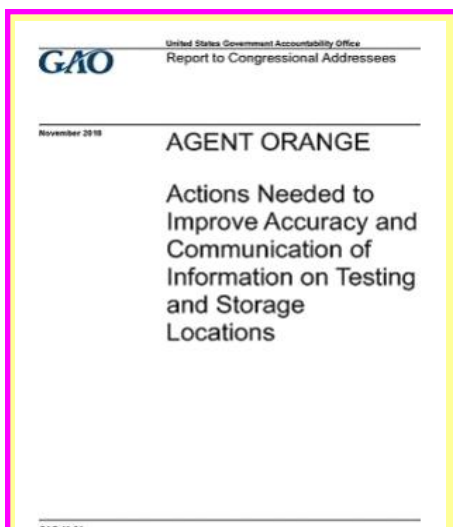 United States Government Accountability Office
GAO
Report to Congressional Addressees
November 2018
AGENT ORANGE
Actions Needed to
Improve Accuracy and
Communication of
Information on Testing
and Storage
Locations